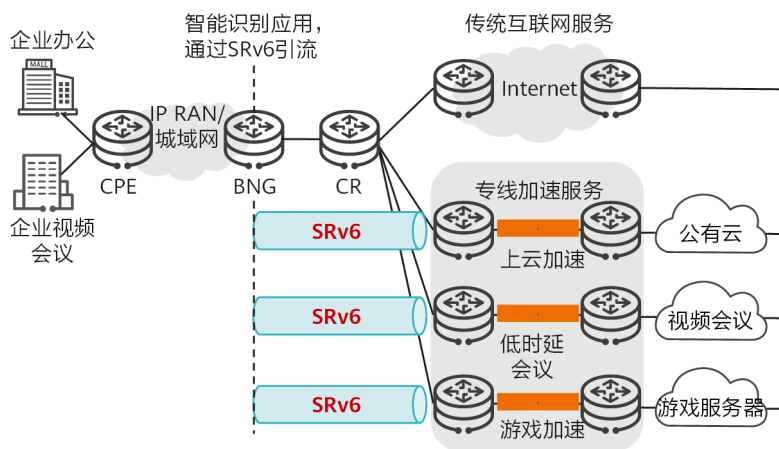 企业办公
MALL
企业视频
会议
CPE
IP RAN/
城域网
智能识别应用，
通过SRv6引流
BNG
CR
传统互联网服务
Internet
专线加速服务
SRv6
上云加速
公有云
SRv6
低时延
会议
视频会议
SRv6
游戏加速
游戏服务器